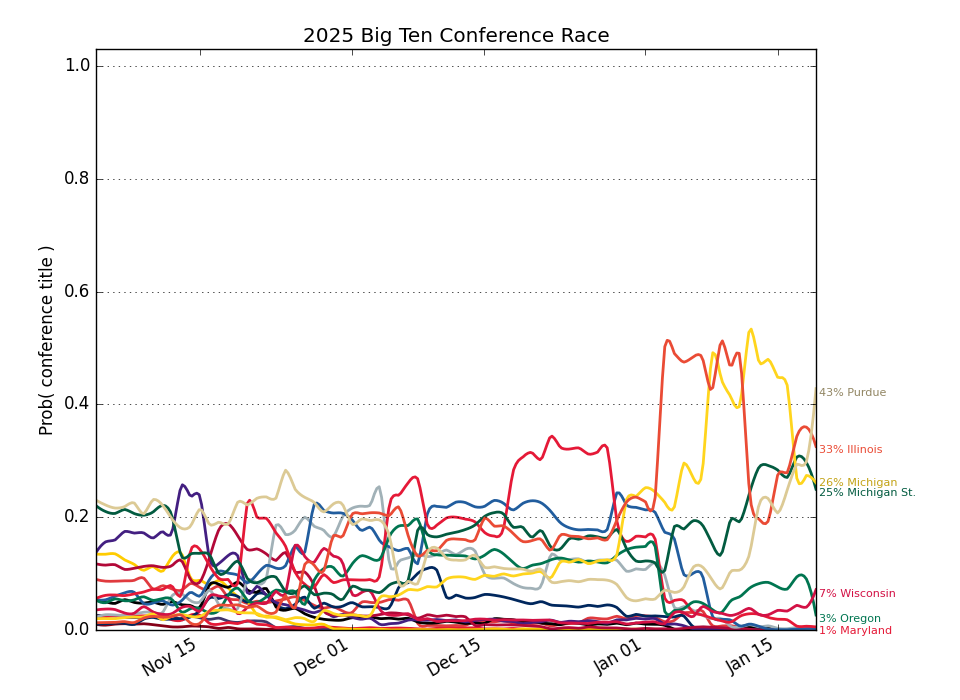 2025 Big Ten Conference Race
Prob( conference title )
1.0
0.8
0.6
0.4
0.2
0.0
43% Purdue
33% Illinois
26% Michigan
25% Michigan St.
7% Wisconsin
3% Oregon
1% Maryland
Nov 15
Dec 01
Dec 15
Jan 01
Jan 15